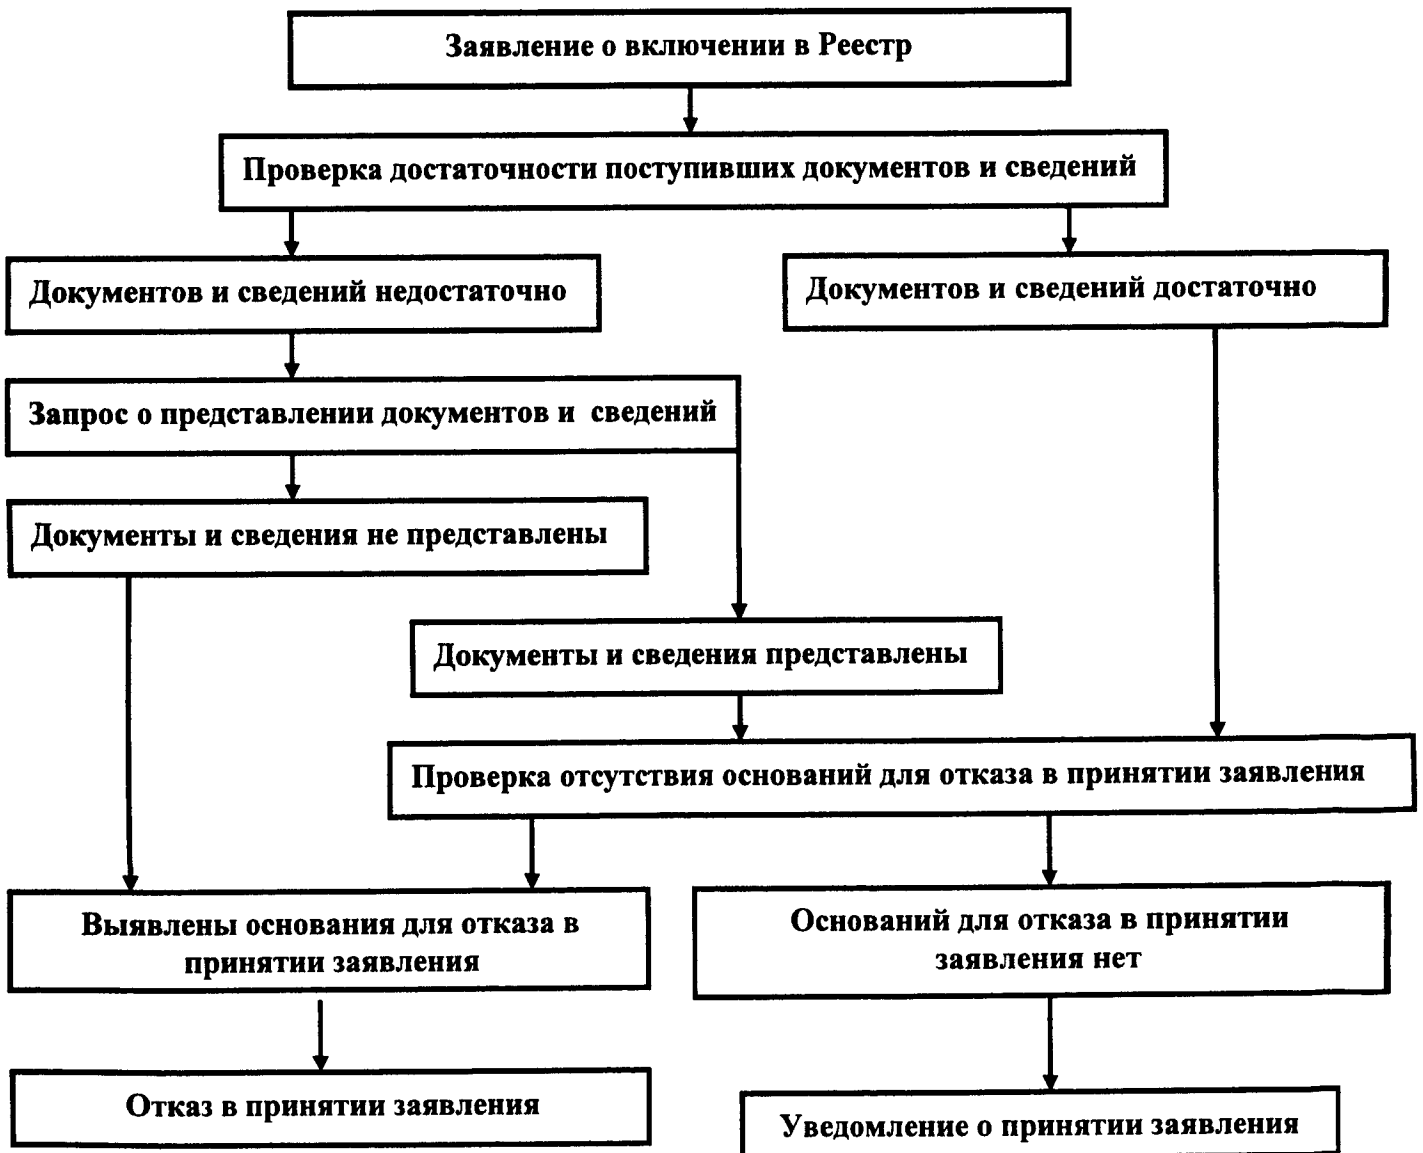 Заявление о включении в Реестр
Проверка достаточности поступивших документов и сведений
Документов и сведений недостаточно
Документов и сведений достаточно
Запрос о представлении документов и сведений
Документы и сведения не представлены
Документы и сведения представлены
Проверка отсутствия оснований для отказа в принятии заявления
Выявлены основания для отказа в
принятии заявления
Оснований для отказа в принятии
заявления нет
Отказ в принятии заявления
Уведомление о принятии заявления